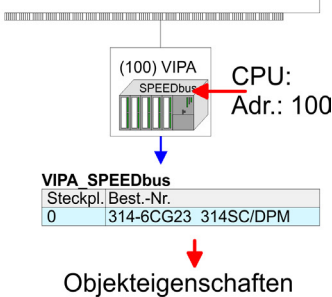 (100) VIPA
SPEEDbus
CPU:
Adr.: 100
VIPA_SPEEDbus
Steckpl. Best.-Nr.
0 314-6CG23 314SC/DPM
Objekteigenschaften